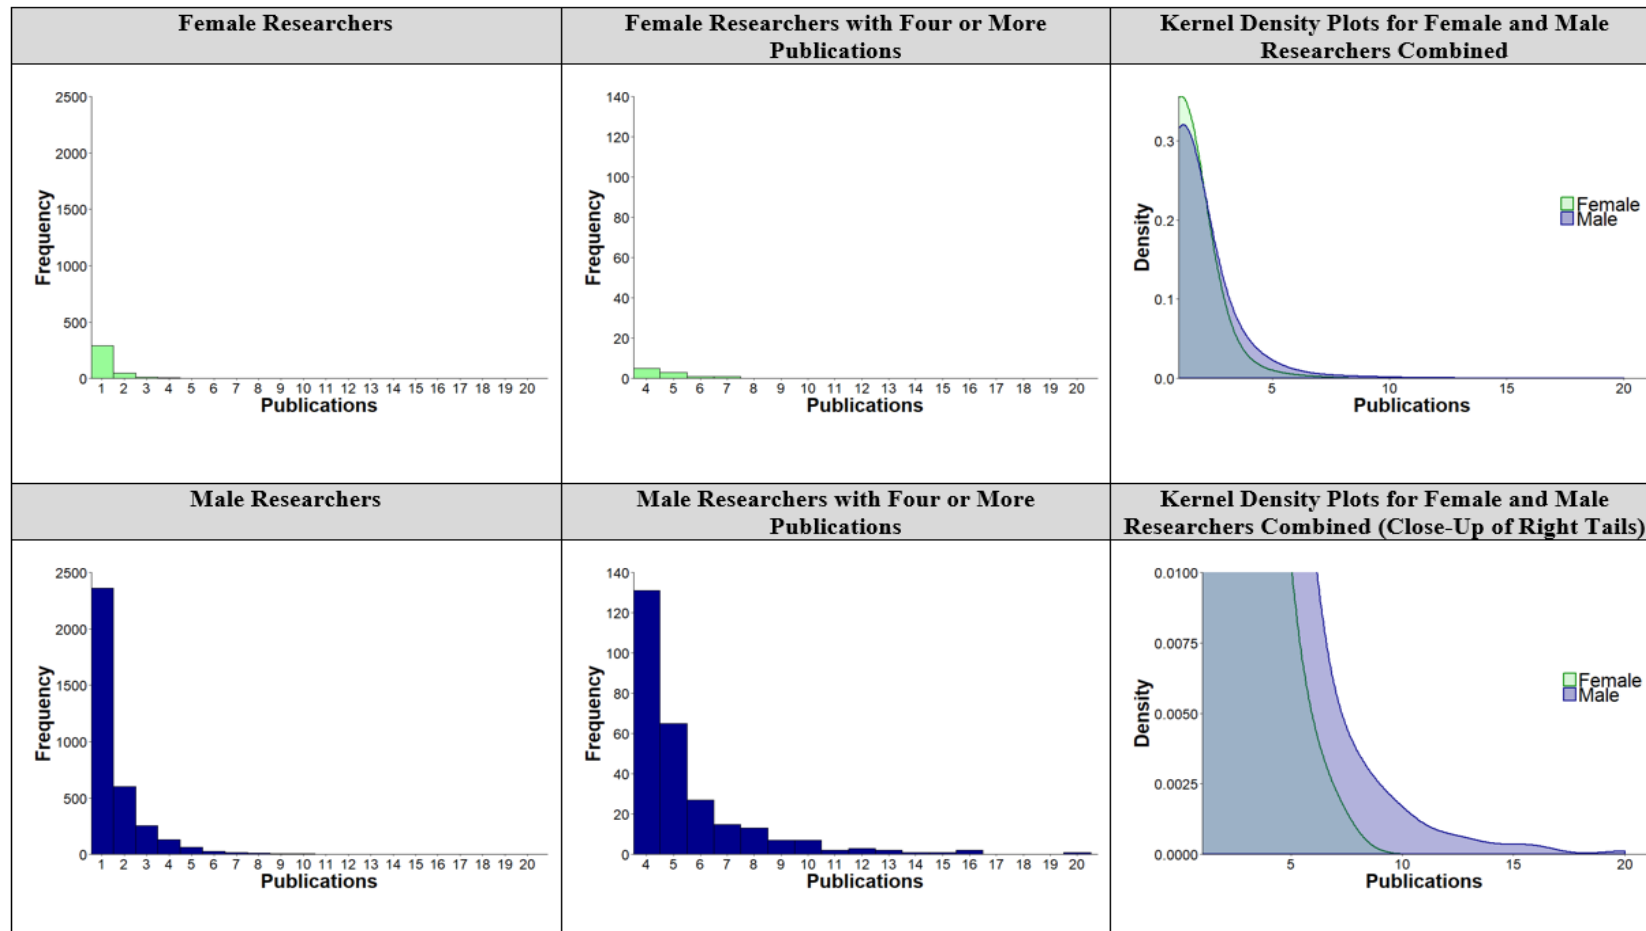 Female Researchers
Female Researchers with Four or More
Publications
Kernel Density Plots for Female and Male
Researchers Combined
2500
2000
1500
1000
500
0
Frequency
1 2 3 4 5 6 7 8 9 10 11 12 13 14 15 16 17 18 19 20
Publications
140
120
100
80
60
40
20
0
Frequency
4 5 6 7 8 9 10 11 12 13 14 15 16 17 18 19 20
Publications
0.3
0.2
0.1
0.0
Density
5 10 15 20
Publications
Female
Male
Male Researchers
Male Researchers with Four or More
Publications
Kernel Density Plots for Female and Male
Researchers Combined (Close-Up of Right Tails)
2500
2000
1500
1000
500
0
Frequency
1 2 3 4 5 6 7 8 9 10 11 12 13 14 15 16 17 18 19 20
Publications
140
120
100
80
60
40
20
0
Frequency
4 5 6 7 8 9 10 11 12 13 14 15 16 17 18 19 20
Publications
0.0100
0.0075
0.0050
0.0025
0.0000
Density
5 10 15 20
Publications
Female
Male